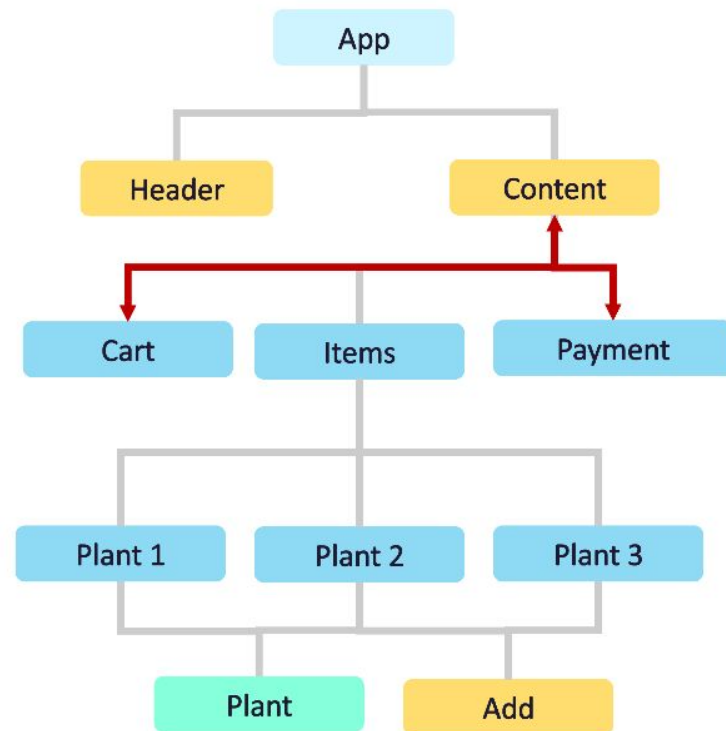 App
Header
Content
Cart
Items
Payment
Plant 1
Plant 2
Plant 3
Plant
Add